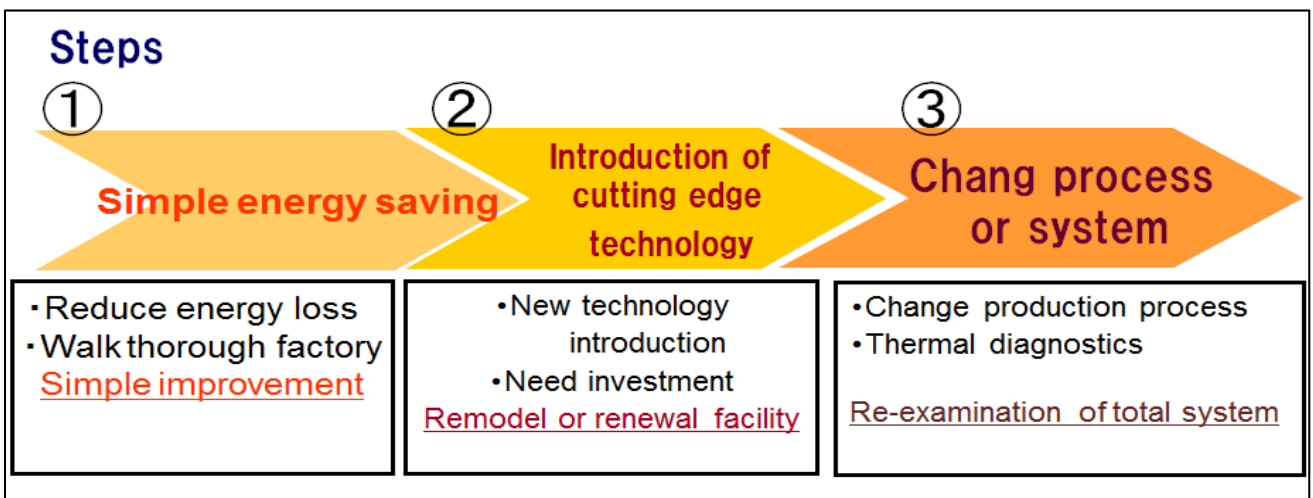 Steps
①
Simple energy saving
②
Introduction of
cutting edge
technology
③
Chang process
or system
・Reduce energy loss
・Walk thorough factory
Simple improvement
•New technology
introduction
•Need investment
Remodel or renewal facility
•Change production process
•Thermal diagnostics
Re-examination of total system